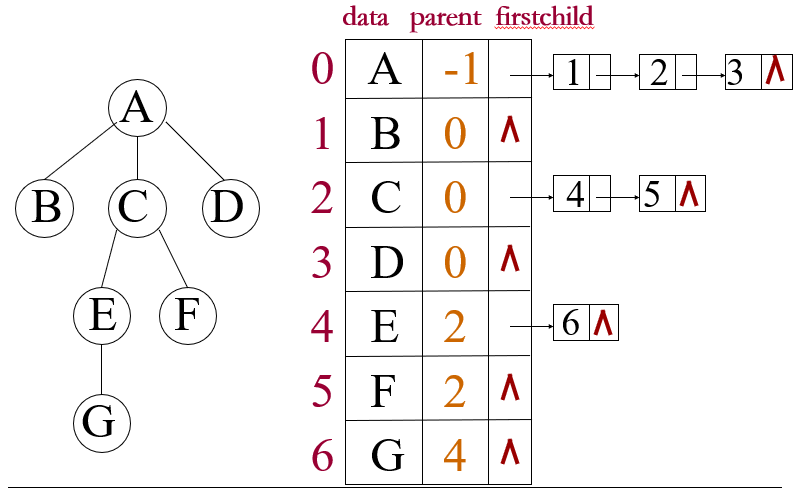 data parent firstchild
0 A -1 1 2 3 ∧
1 B 0 ∧
2 C 0 4 5 ∧
3 D 0 ∧
4 E 2 6 ∧
5 F 2 ∧
6 G 4 ∧
A
B C D
E F
G